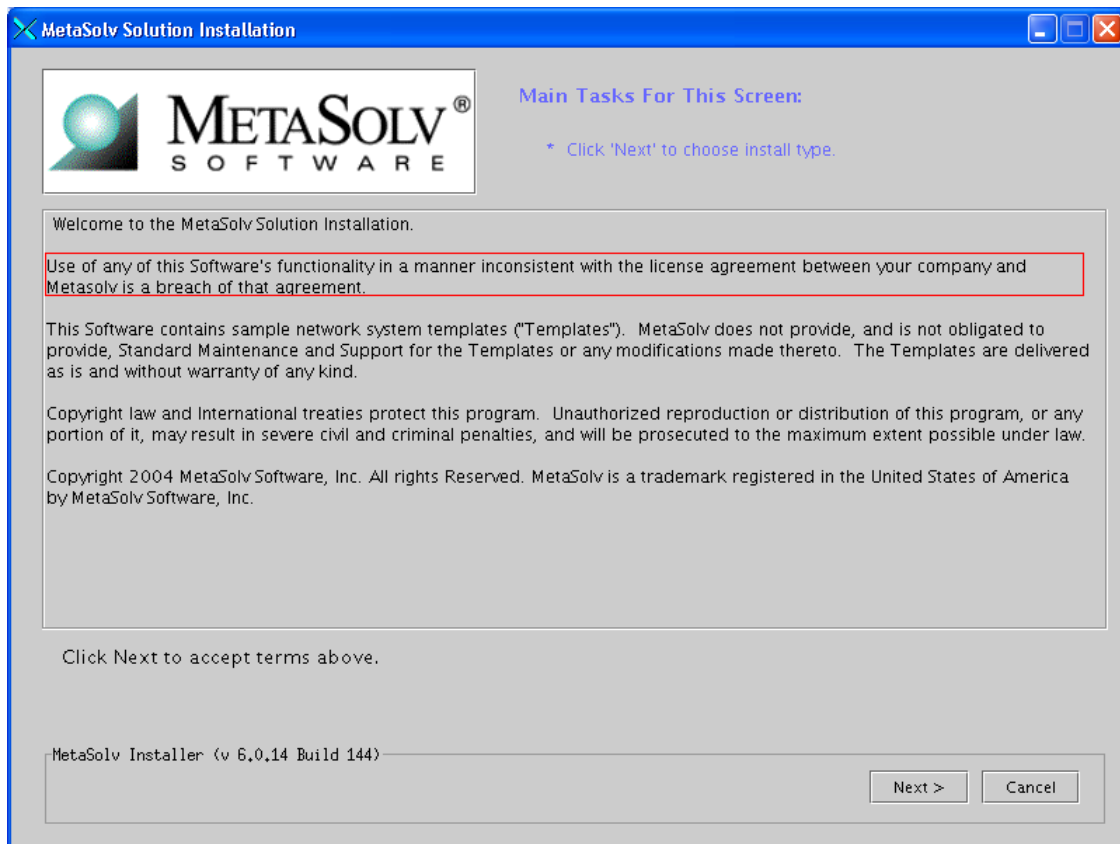 MetaSolv Solution Installation
METASOLV®
SOFTWARE
Main Tasks For This Screen:
* Click 'Next' to choose install type.
Welcome to the MetaSolv Solution Installation.
Use of any of this Software's functionality in a manner inconsistent with the license agreement between your company and
Metasolv is a breach of that agreement.
This Software contains sample network system templates ("Templates").  MetaSolv does not provide, and is not obligated to
provide, Standard Maintenance and Support for the Templates or any modifications made thereto.  The Templates are delivered
as is and without warranty of any kind.
Copyright law and International treaties protect this program.  Unauthorized reproduction or distribution of this program, or any
portion of it, may result in severe civil and criminal penalties, and will be prosecuted to the maximum extent possible under law.
Copyright 2004 MetaSolv Software, Inc. All rights Reserved. MetaSolv is a trademark registered in the United States of America
by MetaSolv Software, Inc.
Click Next to accept terms above.
MetaSolv Installer (v 6.0.14 Build 144)
Next >
Cancel